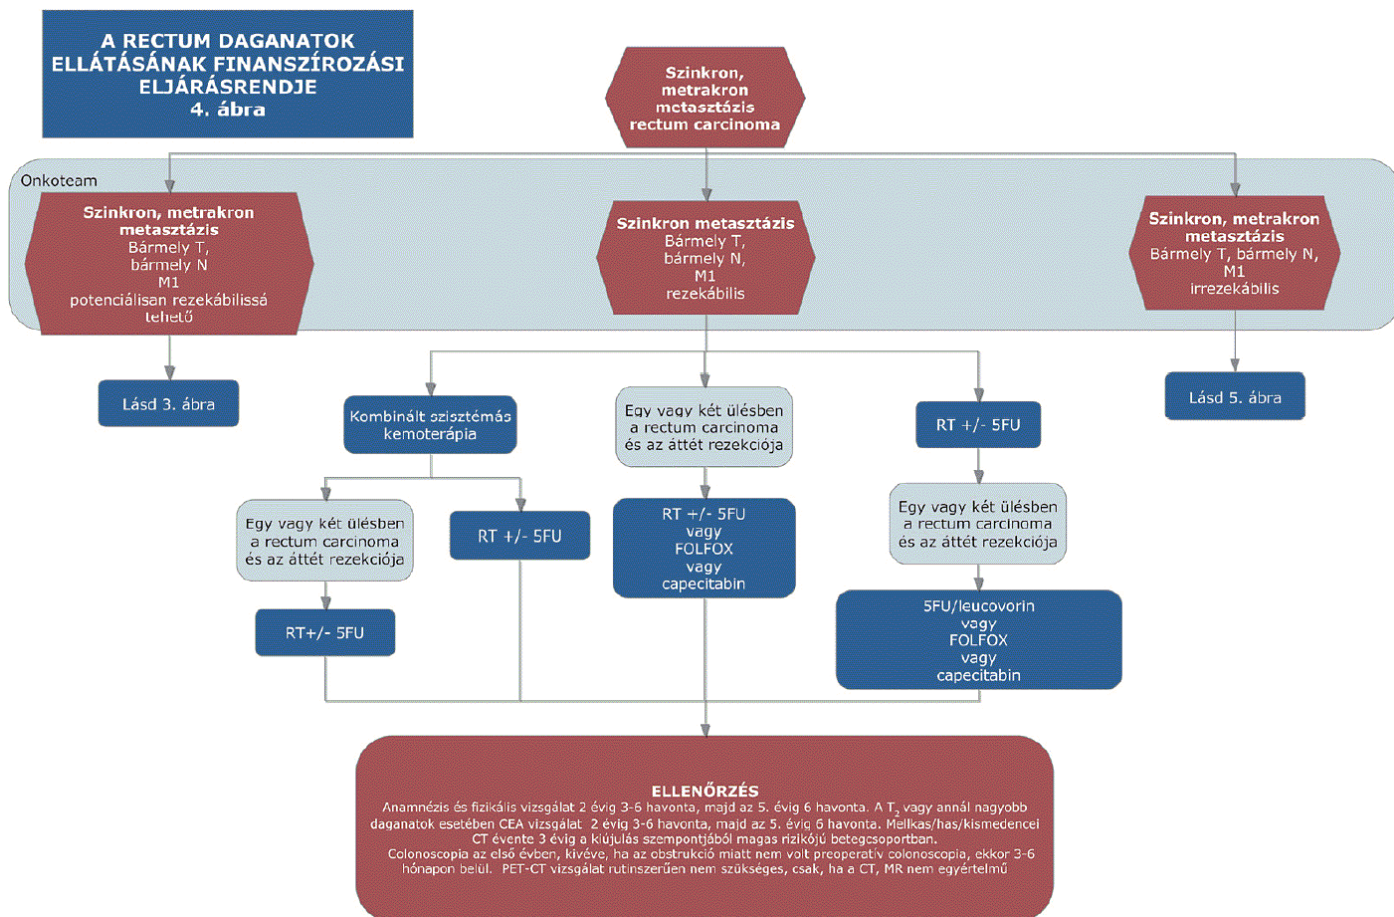 A RECTUM DAGANATOK
ELLÁTÁSÁNAK FINANSZÍROZÁSI
ELJÁRÁSRENDJE
4. ábra
Szinkron,
metrakron
metasztázis
rectum carcinoma
Onkoteam
Szinkron, metrakron
metasztázis
Bármely T,
bármely N
M1
potenciálisan rezekábilissá
tehető
Szinkron metasztázis
Bármely T,
bármely N,
M1
rezekábilis
Szinkron, metrakron
metasztázis
Bármely T, bármely N,
M1
irrezekábilis
Lásd 3. ábra
Kombinált szisztémás
kemoterápia
Egy vagy két ülésben
a rectum carcinoma
és az áttét rezekciója
RT +/- 5FU
Lásd 5. ábra
Egy vagy két ülésben
a rectum carcinoma
és az áttét rezekciója
RT +/- 5FU
RT +/- 5FU
vagy
FOLFOX
vagy
capecitabin
Egy vagy két ülésben
a rectum carcinoma
és az áttét rezekciója
RT+/- 5FU
5FU/leucovorin
vagy
FOLFOX
vagy
capecitabin
ELLENŐRZÉS
Anamnézis és fizikális vizsgálat 2 évig 3-6 havonta, majd az 5. évig 6 havonta. A T₂ vagy annál nagyobb
daganatok esetében CEA vizsgálat 2 évig 3-6 havonta, majd az 5. évig 6 havonta. Mellkas/has/kismedencei
CT évente 3 évig a kiújulás szempontjából magas rizikójú betegcsoportban.
Colonoscopia az első évben, kivéve, ha az obstrukció miatt nem volt preoperatív colonoscopia, ekkor 3-6
hónapon belül. PET-CT vizsgálat rutinszerűen nem szükséges, csak, ha a CT, MR nem egyértelmű